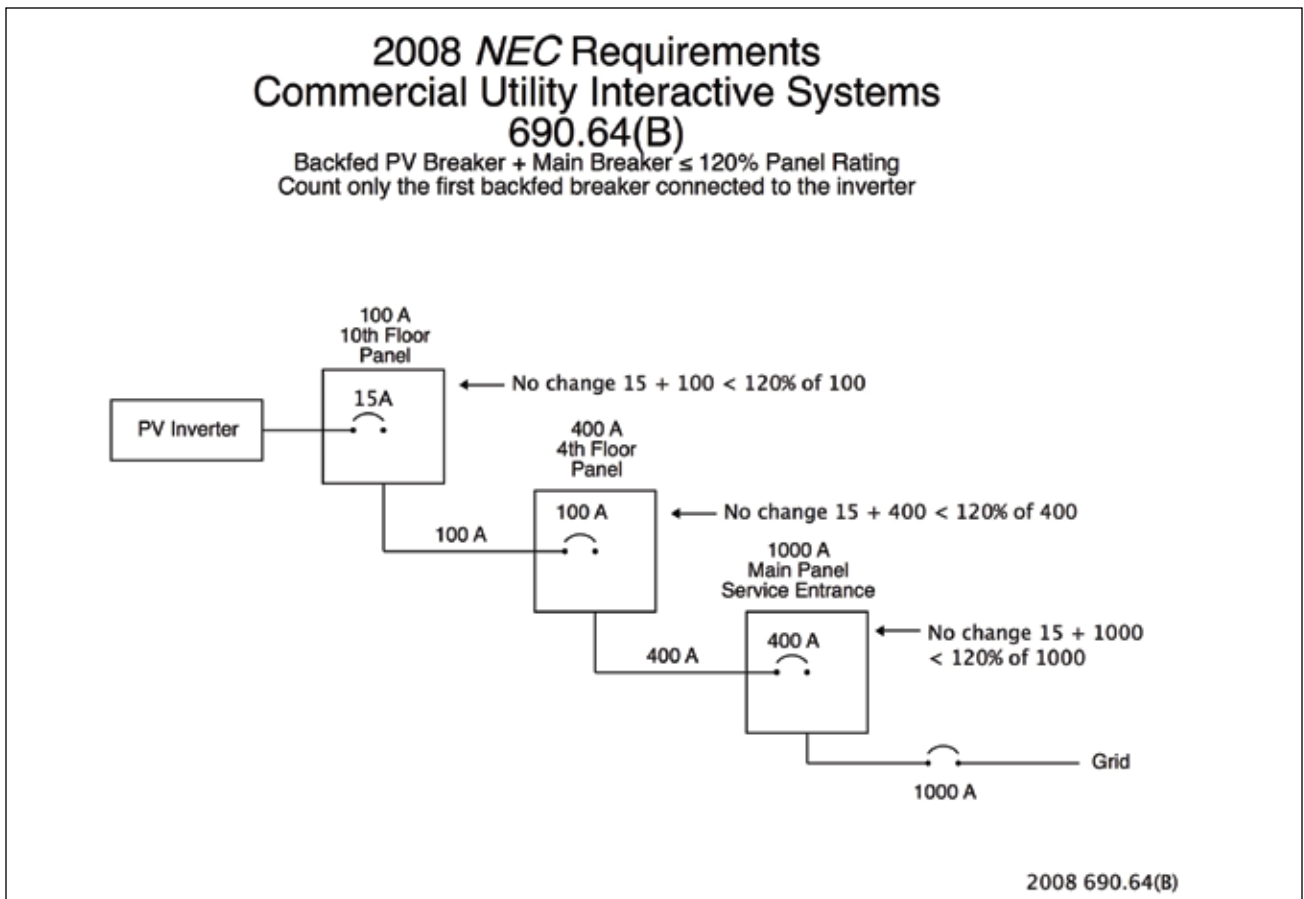 2008 NEC Requirements
Commercial Utility Interactive Systems
690.64(B)
Backfed PV Breaker + Main Breaker ≤ 120% Panel Rating
Count only the first backfed breaker connected to the inverter
100 A
10th Floor
Panel
No change 15 + 100 < 120% of 100
15A
PV Inverter
400 A
4th Floor
Panel
100 A
No change 15 + 400 < 120% of 400
100 A
1000 A
Main Panel
Service Entrance
No change 15 + 1000
< 120% of 1000
400 A
400 A
Grid
1000 A
2008 690.64(B)